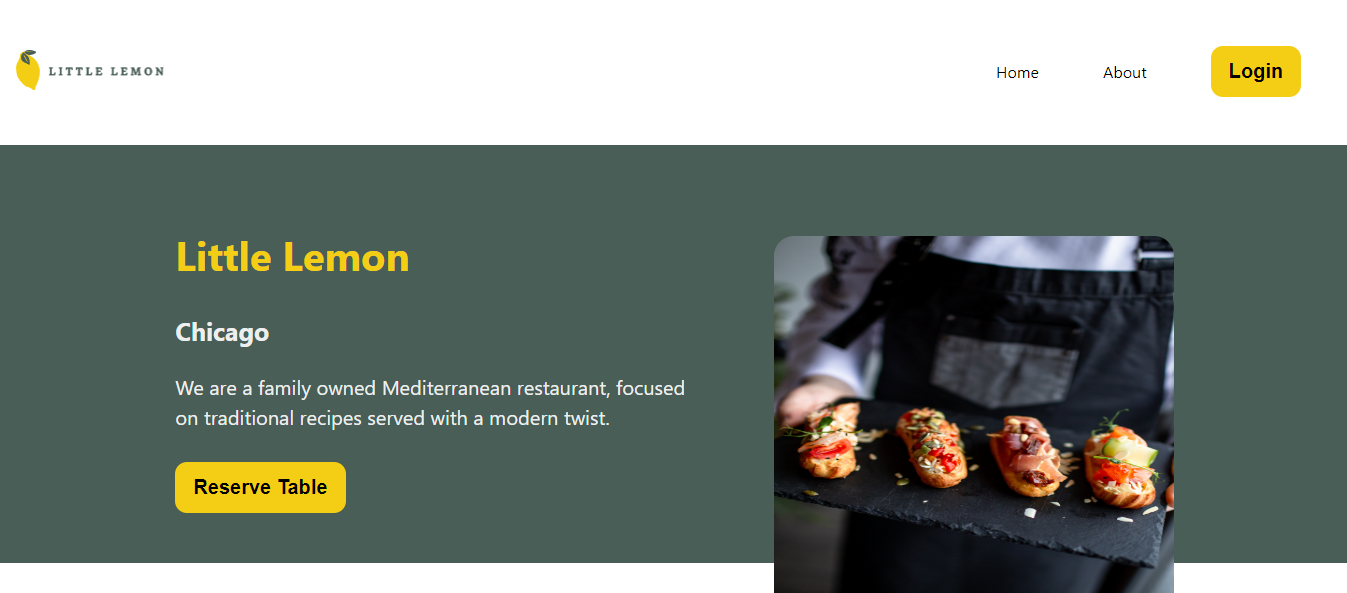 LITTLE LEMON
Home
About
Login
Little Lemon
Chicago
We are a family owned Mediterranean restaurant, focused
on traditional recipes served with a modern twist.
Reserve Table